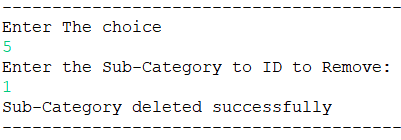 ----------------------------------------
Enter The choice
5
Enter the Sub-Category to ID to Remove:
1
Sub-Category deleted successfully
----------------------------------------